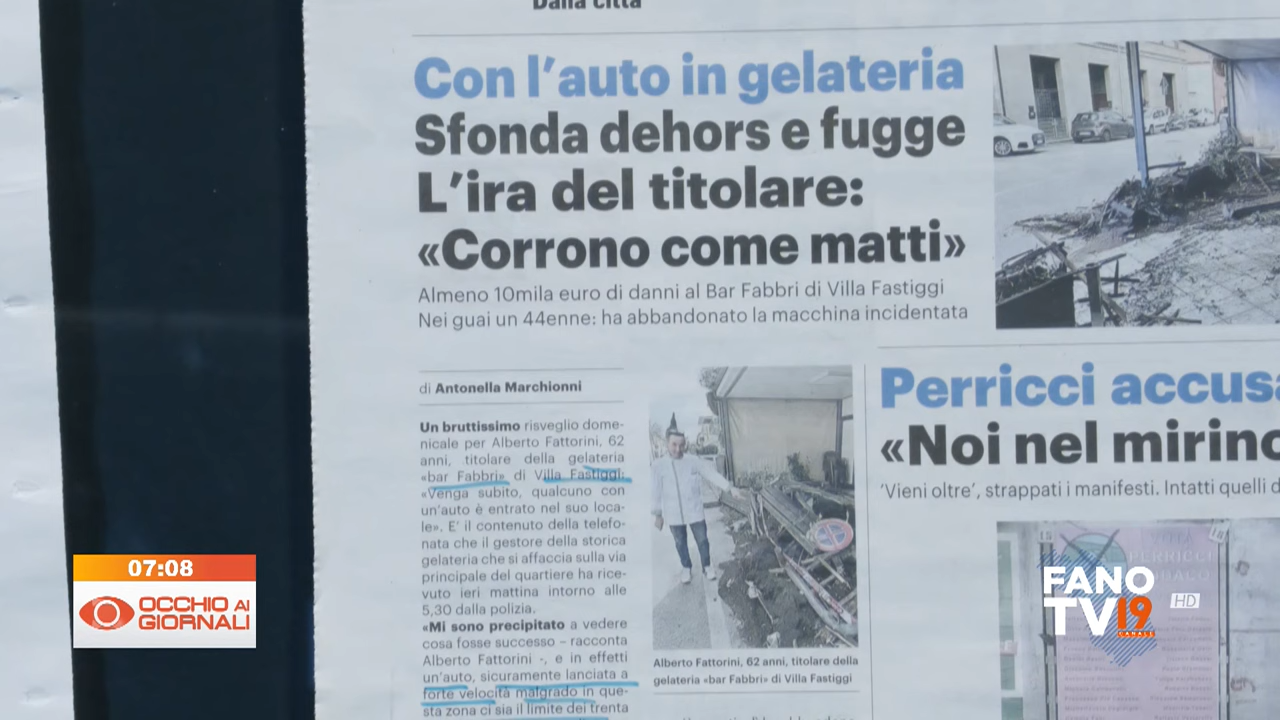 Dalla città
Con l'auto in gelateria
Sfonda dehors e fugge
L'ira del titolare:
«Corrono come matti»
Almeno 10mila euro di danni al Bar Fabbri di Villa Fastiggi
Nei guai un 44enne: ha abbandonato la macchina incidentata
di Antonella Marchionni
Un bruttissimo risveglio dome-
nicale per Alberto Fattorini, 62
anni, titolare della gelateria
«bar Fabbri» di Villa Fastiggi:
«Venga subito, qualcuno con
un'auto è entrato nel suo loca-
le». E' il contenuto della telefo-
nata che il gestore della storica
gelateria che si affaccia sulla via
principale del quartiere ha rice-
vuto ieri mattina intorno alle
5,30 dalla polizia.
«Mi sono precipitato a vedere
cosa fosse successo – racconta
Alberto Fattorini -, e in effetti
un'auto, sicuramente lanciata a
forte velocità malgrado in que-
sta zona ci sia il limite dei trenta
Alberto Fattorini, 62 anni, titolare della
gelateria «bar Fabbri» di Villa Fastiggi
Perricci accusa
«Noi nel mirino
'Vieni oltre', strappati i manifesti. Intatti quelli d
PERRICCI
07:08
OCCHIO AI
GIORNALI
FANO
TV19
CANALE
HD